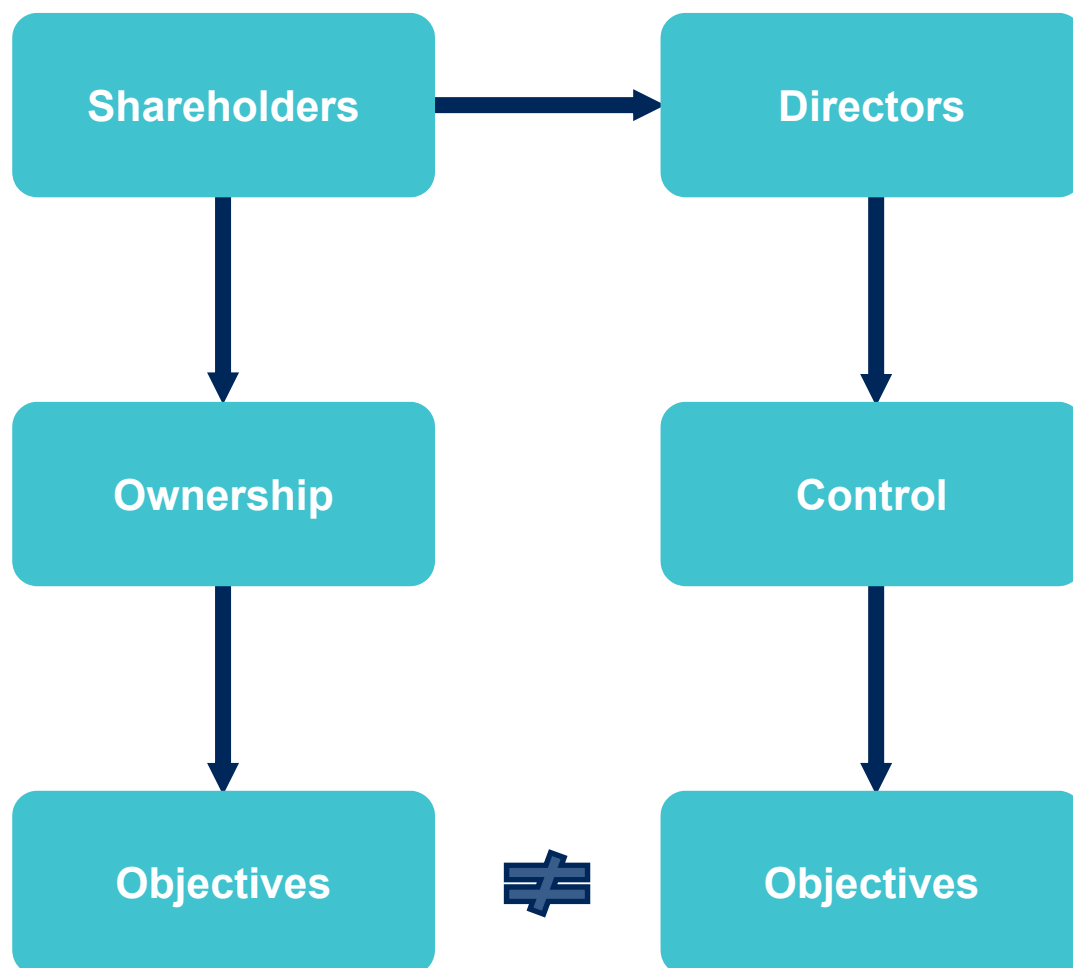 Shareholders
Directors
Ownership
Control
Objectives
≠
Objectives